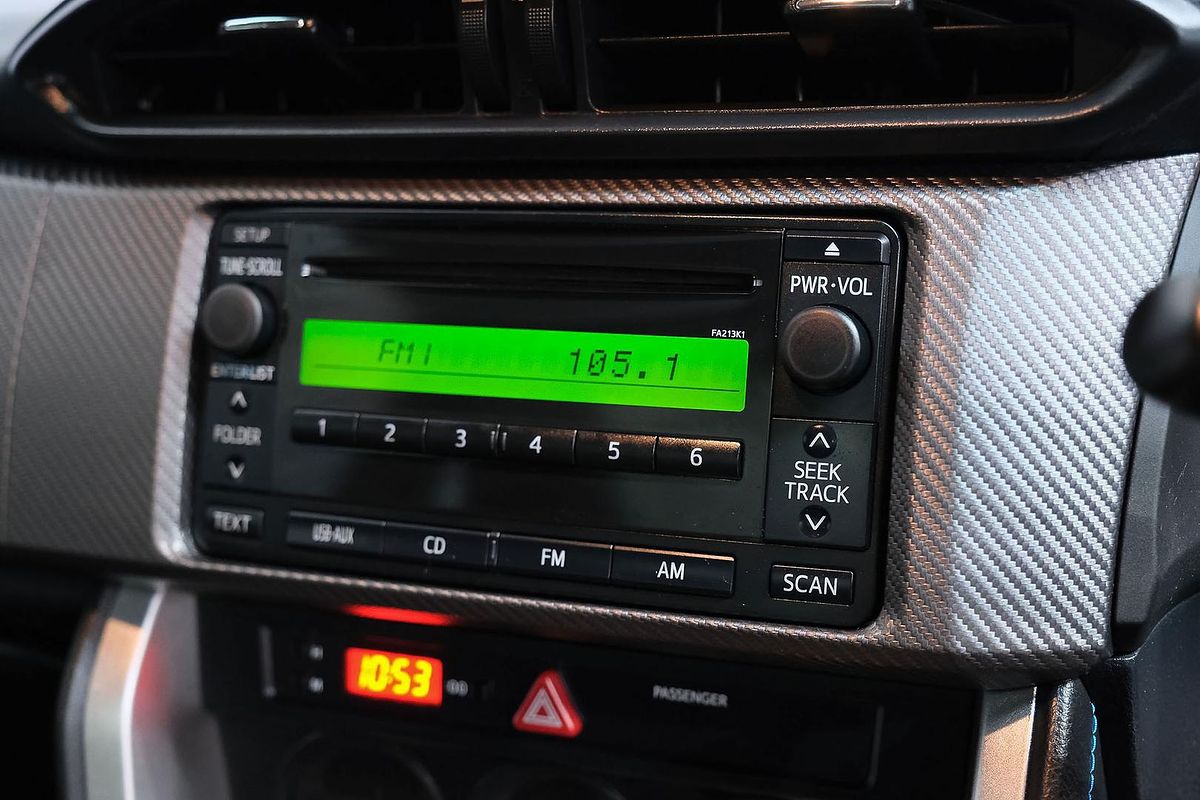 SETUP
TUNE·SCROLL
PWR·VOL
FA213K1
FM1 105.1
ENTER/LIST
1 2 3 4 5 6
FOLDER
SEEK
TRACK
TEXT
USB·AUX CD FM AM
SCAN
H
M
10:53
:00
PASSENGER